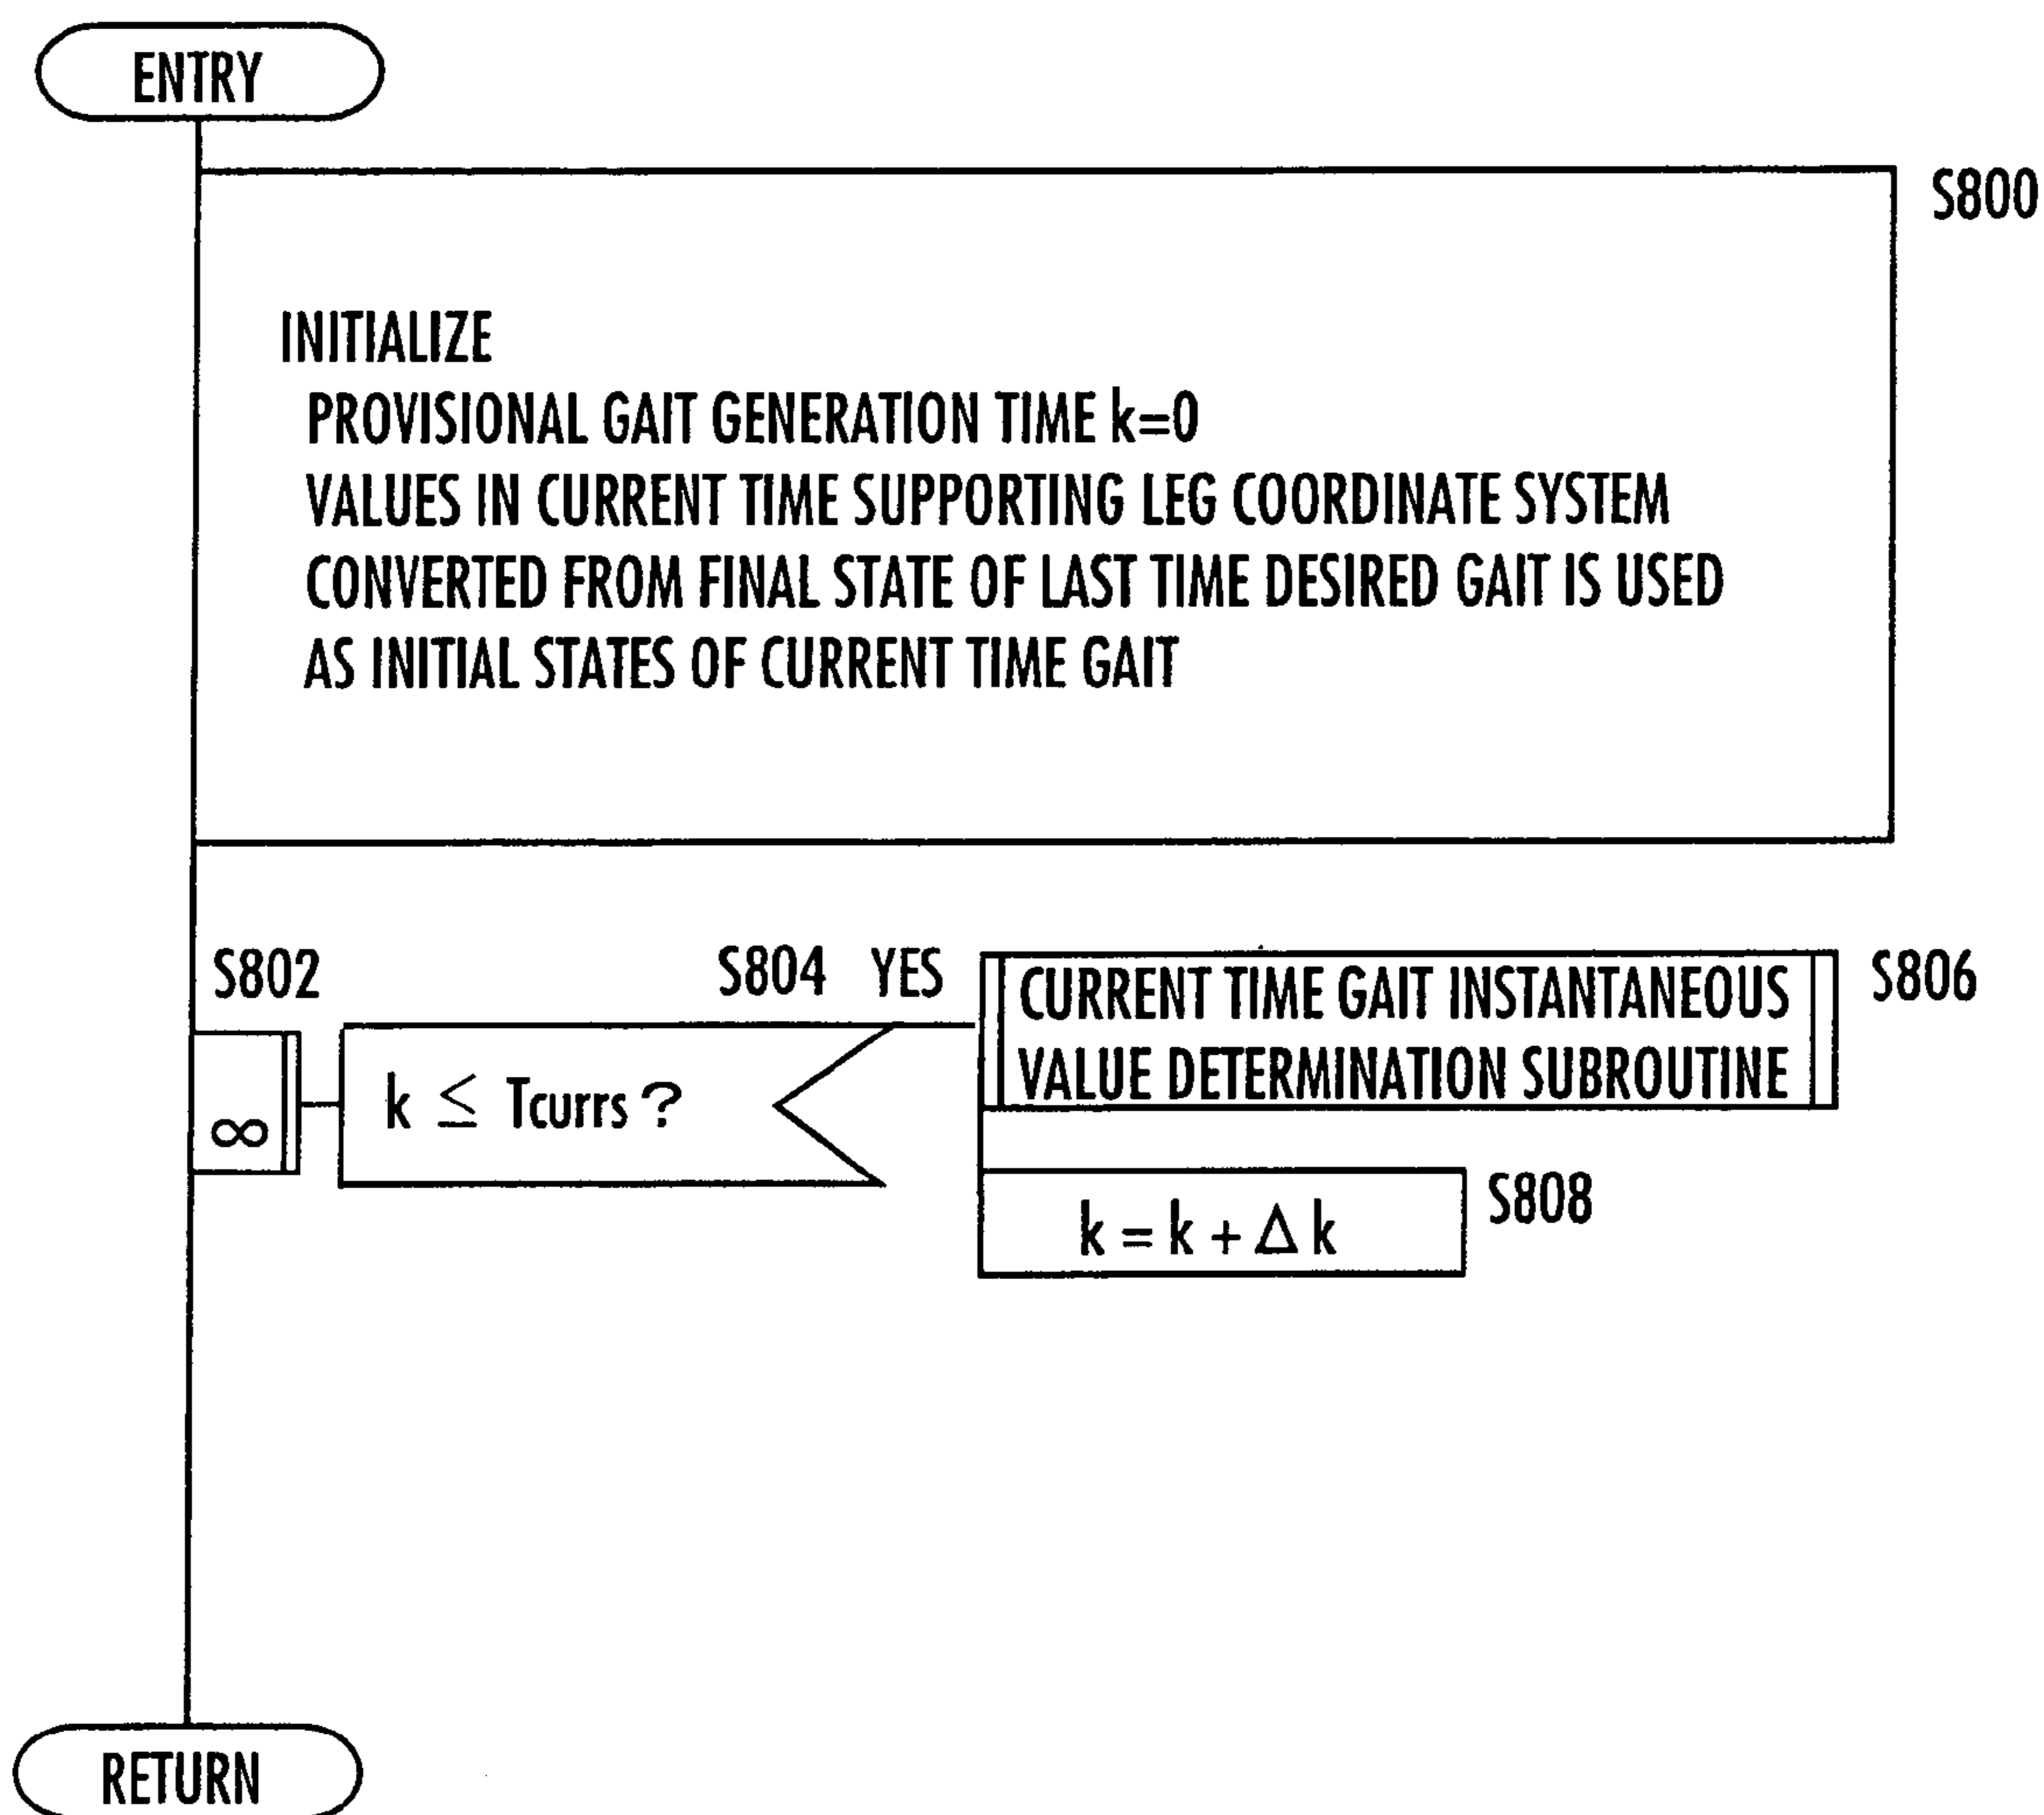 ENTRY
S800
INITIALIZE
PROVISIONAL GAIT GENERATION TIME k=0
VALUES IN CURRENT TIME SUPPORTING LEG COORDINATE SYSTEM
CONVERTED FROM FINAL STATE OF LAST TIME DESIRED GAIT IS USED
AS INITIAL STATES OF CURRENT TIME GAIT
S802
∞
S804 YES
k ≤ Tcurrs ?
CURRENT TIME GAIT INSTANTANEOUS
VALUE DETERMINATION SUBROUTINE
S806
k = k + Δ k
S808
RETURN